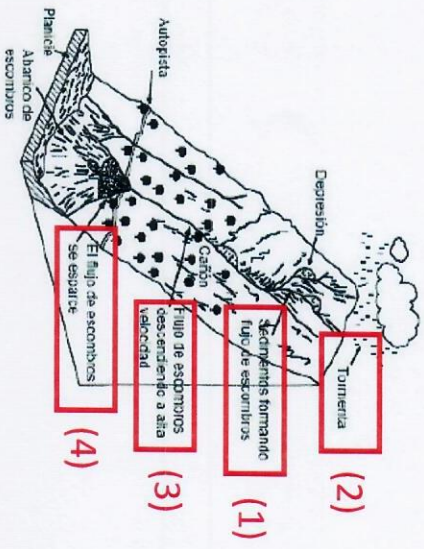 Tormenta
(2)
Depresión
Sedimientos formando
flujo de escombros
(1)
Cañón
Flujo de escombros
descendiendo a alta
velocidad
(3)
Autopista
El flujo de escombros
se esparce
(4)
Planicie
Abanico de
escombros